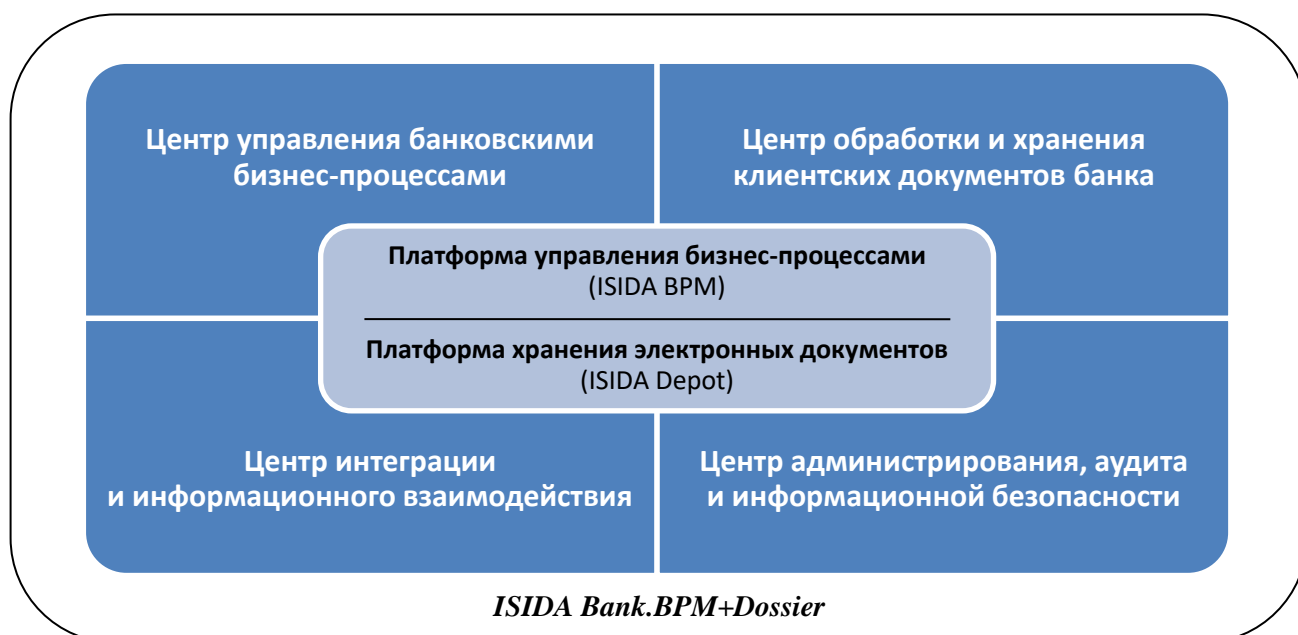 Центр управления банковскими
бизнес-процессами
Центр обработки и хранения
клиентских документов банка
Платформа управления бизнес-процессами
(ISIDA BPM)
Платформа хранения электронных документов
(ISIDA Depot)
Центр интеграции
и информационного взаимодействия
Центр администрирования, аудита
и информационной безопасности
ISIDA Bank.BPM+Dossier